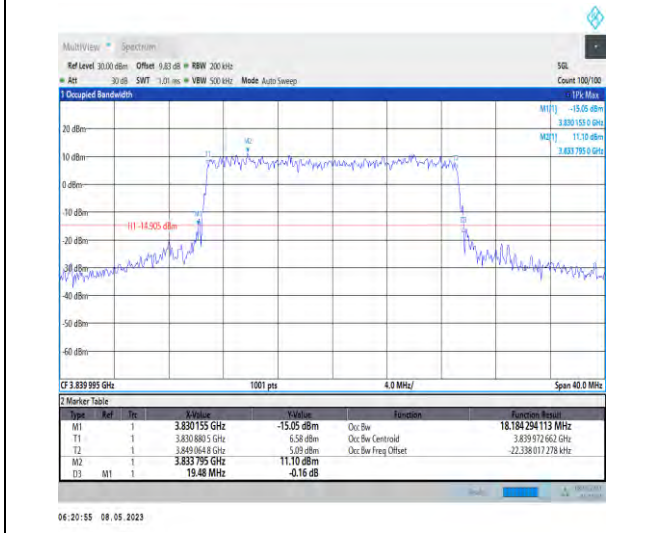 MultiView Spectrum
Ref Level 30.00 dBm Offset 9.83 dB RBW 200 kHz SGL
Att 30 dB SWT 1.01 ms VBW 500 kHz Mode Auto Sweep Count 100/100
1 Occupied Bandwidth 1Pk Max
M1[1] -15.05 dBm
3.830 155 0 GHz
M2[1] 11.10 dBm
3.833 795 0 GHz
20 dBm
M2
10 dBm
T1
0 dBm
-10 dBm
H1 -14.905 dBm
-20 dBm
-30 dBm
-40 dBm
-50 dBm
-60 dBm
CF 3.839 995 GHz 1001 pts 4.0 MHz/ Span 40.0 MHz
2 Marker Table
Type Ref Trc X-Value Y-Value Function Function Result
M1 1 3.830155 GHz -15.05 dBm Occ Bw 18.184 294 113 MHz
T1 1 3.830 880 5 GHz 6.58 dBm Occ Bw Centroid 3.839 972 662 GHz
T2 1 3.849 064 8 GHz 5.09 dBm Occ Bw Freq Offset -22.338 017 278 kHz
M2 1 3.833795 GHz 11.10 dBm
D3 M1 1 19.48 MHz -0.16 dB
06:20:55 08.05.2023